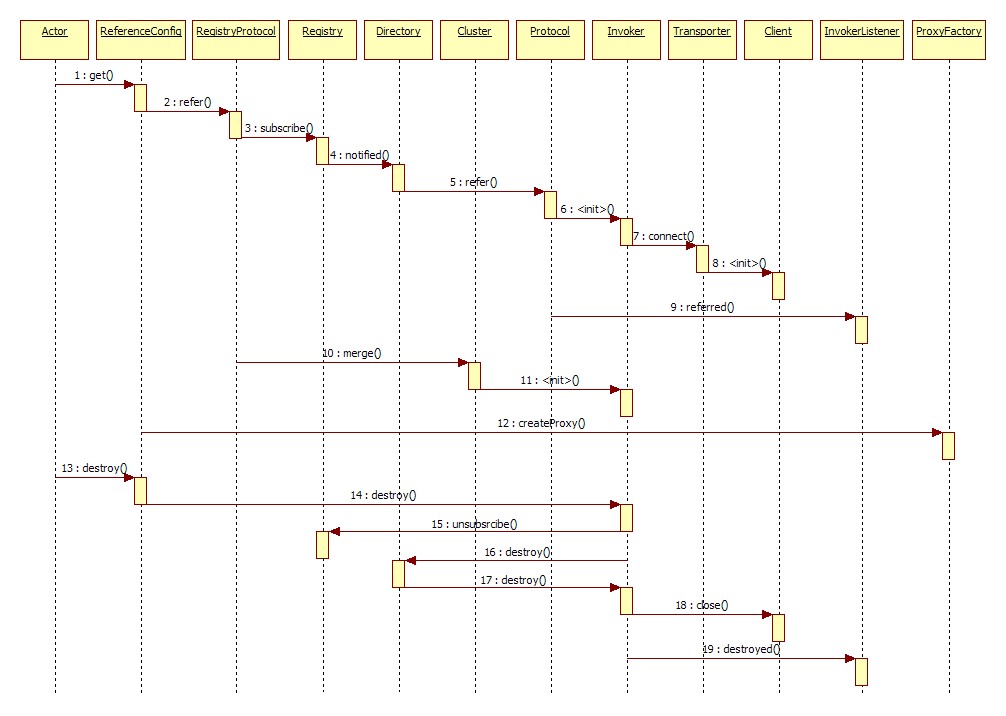 Actor
ReferenceConfig
RegistryProtocol
Registry
Directory
Cluster
Protocol
Invoker
Transporter
Client
InvokerListener
ProxyFactory
1 : get()
2 : refer()
3 : subscribe()
4 : notified()
5 : refer()
6 : <init>()
7 : connect()
8 : <init>()
9 : referred()
10 : merge()
11 : <init>()
12 : createProxy()
13 : destroy()
14 : destroy()
15 : unsubsrcibe()
16 : destroy()
17 : destroy()
18 : close()
19 : destroyed()